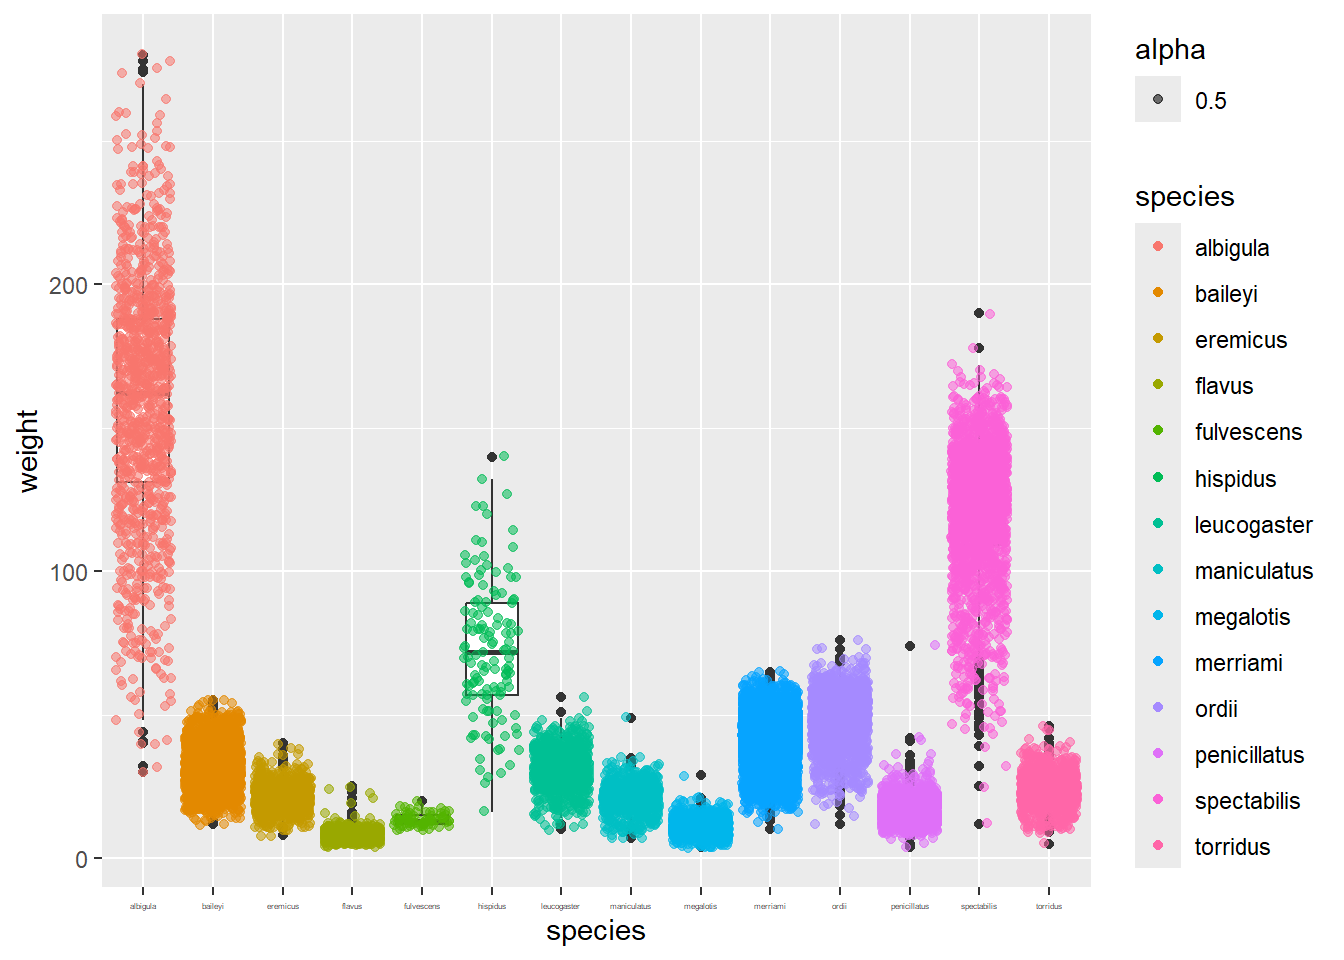 alpha
0.5
species
albigula
baileyi
eremicus
flavus
fulvescens
hispidus
leucogaster
maniculatus
megalotis
merriami
ordii
penicillatus
spectabilis
torridus
weight
200
100
0
albigula baileyi eremicus flavus fulvescens hispidus leucogaster maniculatus megalotis merriami ordii penicillatus spectabilis torridus
species